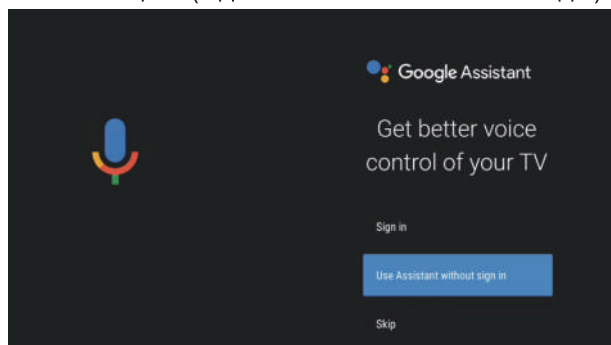 Google Assistant
Get better voice
control of your TV
Sign in
Use Assistant without sign in
Skip